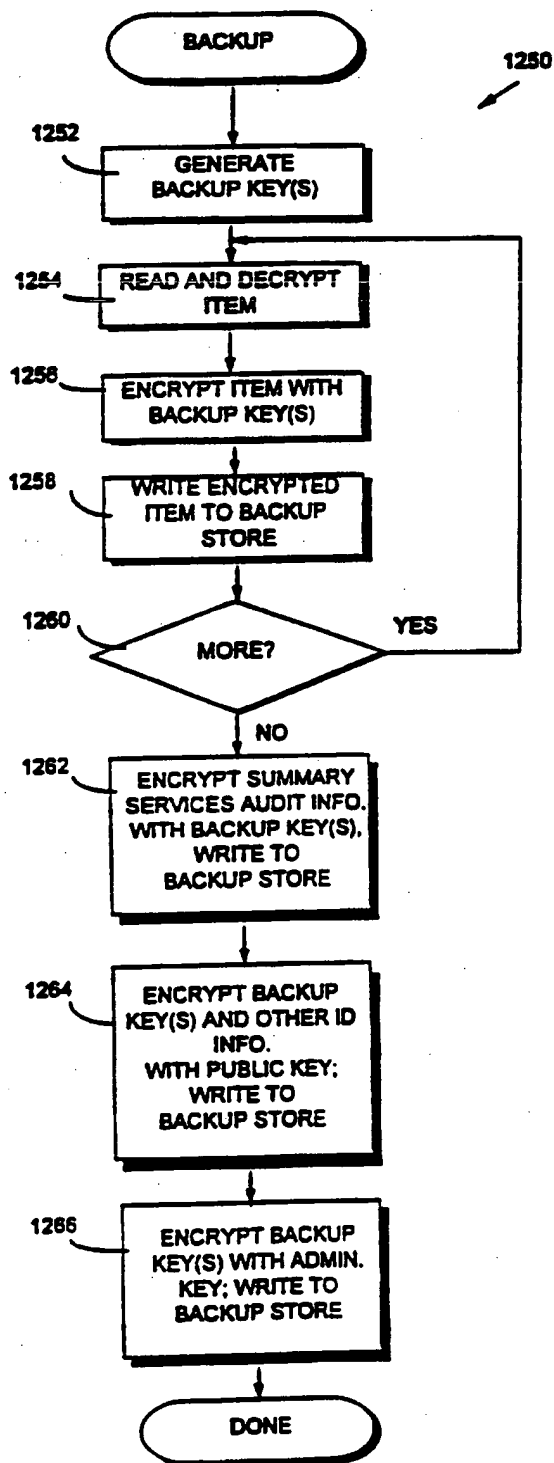 BACKUP
1250
1252
GENERATE
BACKUP KEY(S)
1254
READ AND DECRYPT
ITEM
1256
ENCRYPT ITEM WITH
BACKUP KEY(S)
1258
WRITE ENCRYPTED
ITEM TO BACKUP
STORE
1260
MORE?
YES
NO
1262
ENCRYPT SUMMARY
SERVICES AUDIT INFO.
WITH BACKUP KEY(S),
WRITE TO
BACKUP STORE
1264
ENCRYPT BACKUP
KEY(S) AND OTHER ID
INFO.
WITH PUBLIC KEY;
WRITE TO
BACKUP STORE
1266
ENCRYPT BACKUP
KEY(S) WITH ADMIN.
KEY; WRITE TO
BACKUP STORE
DONE